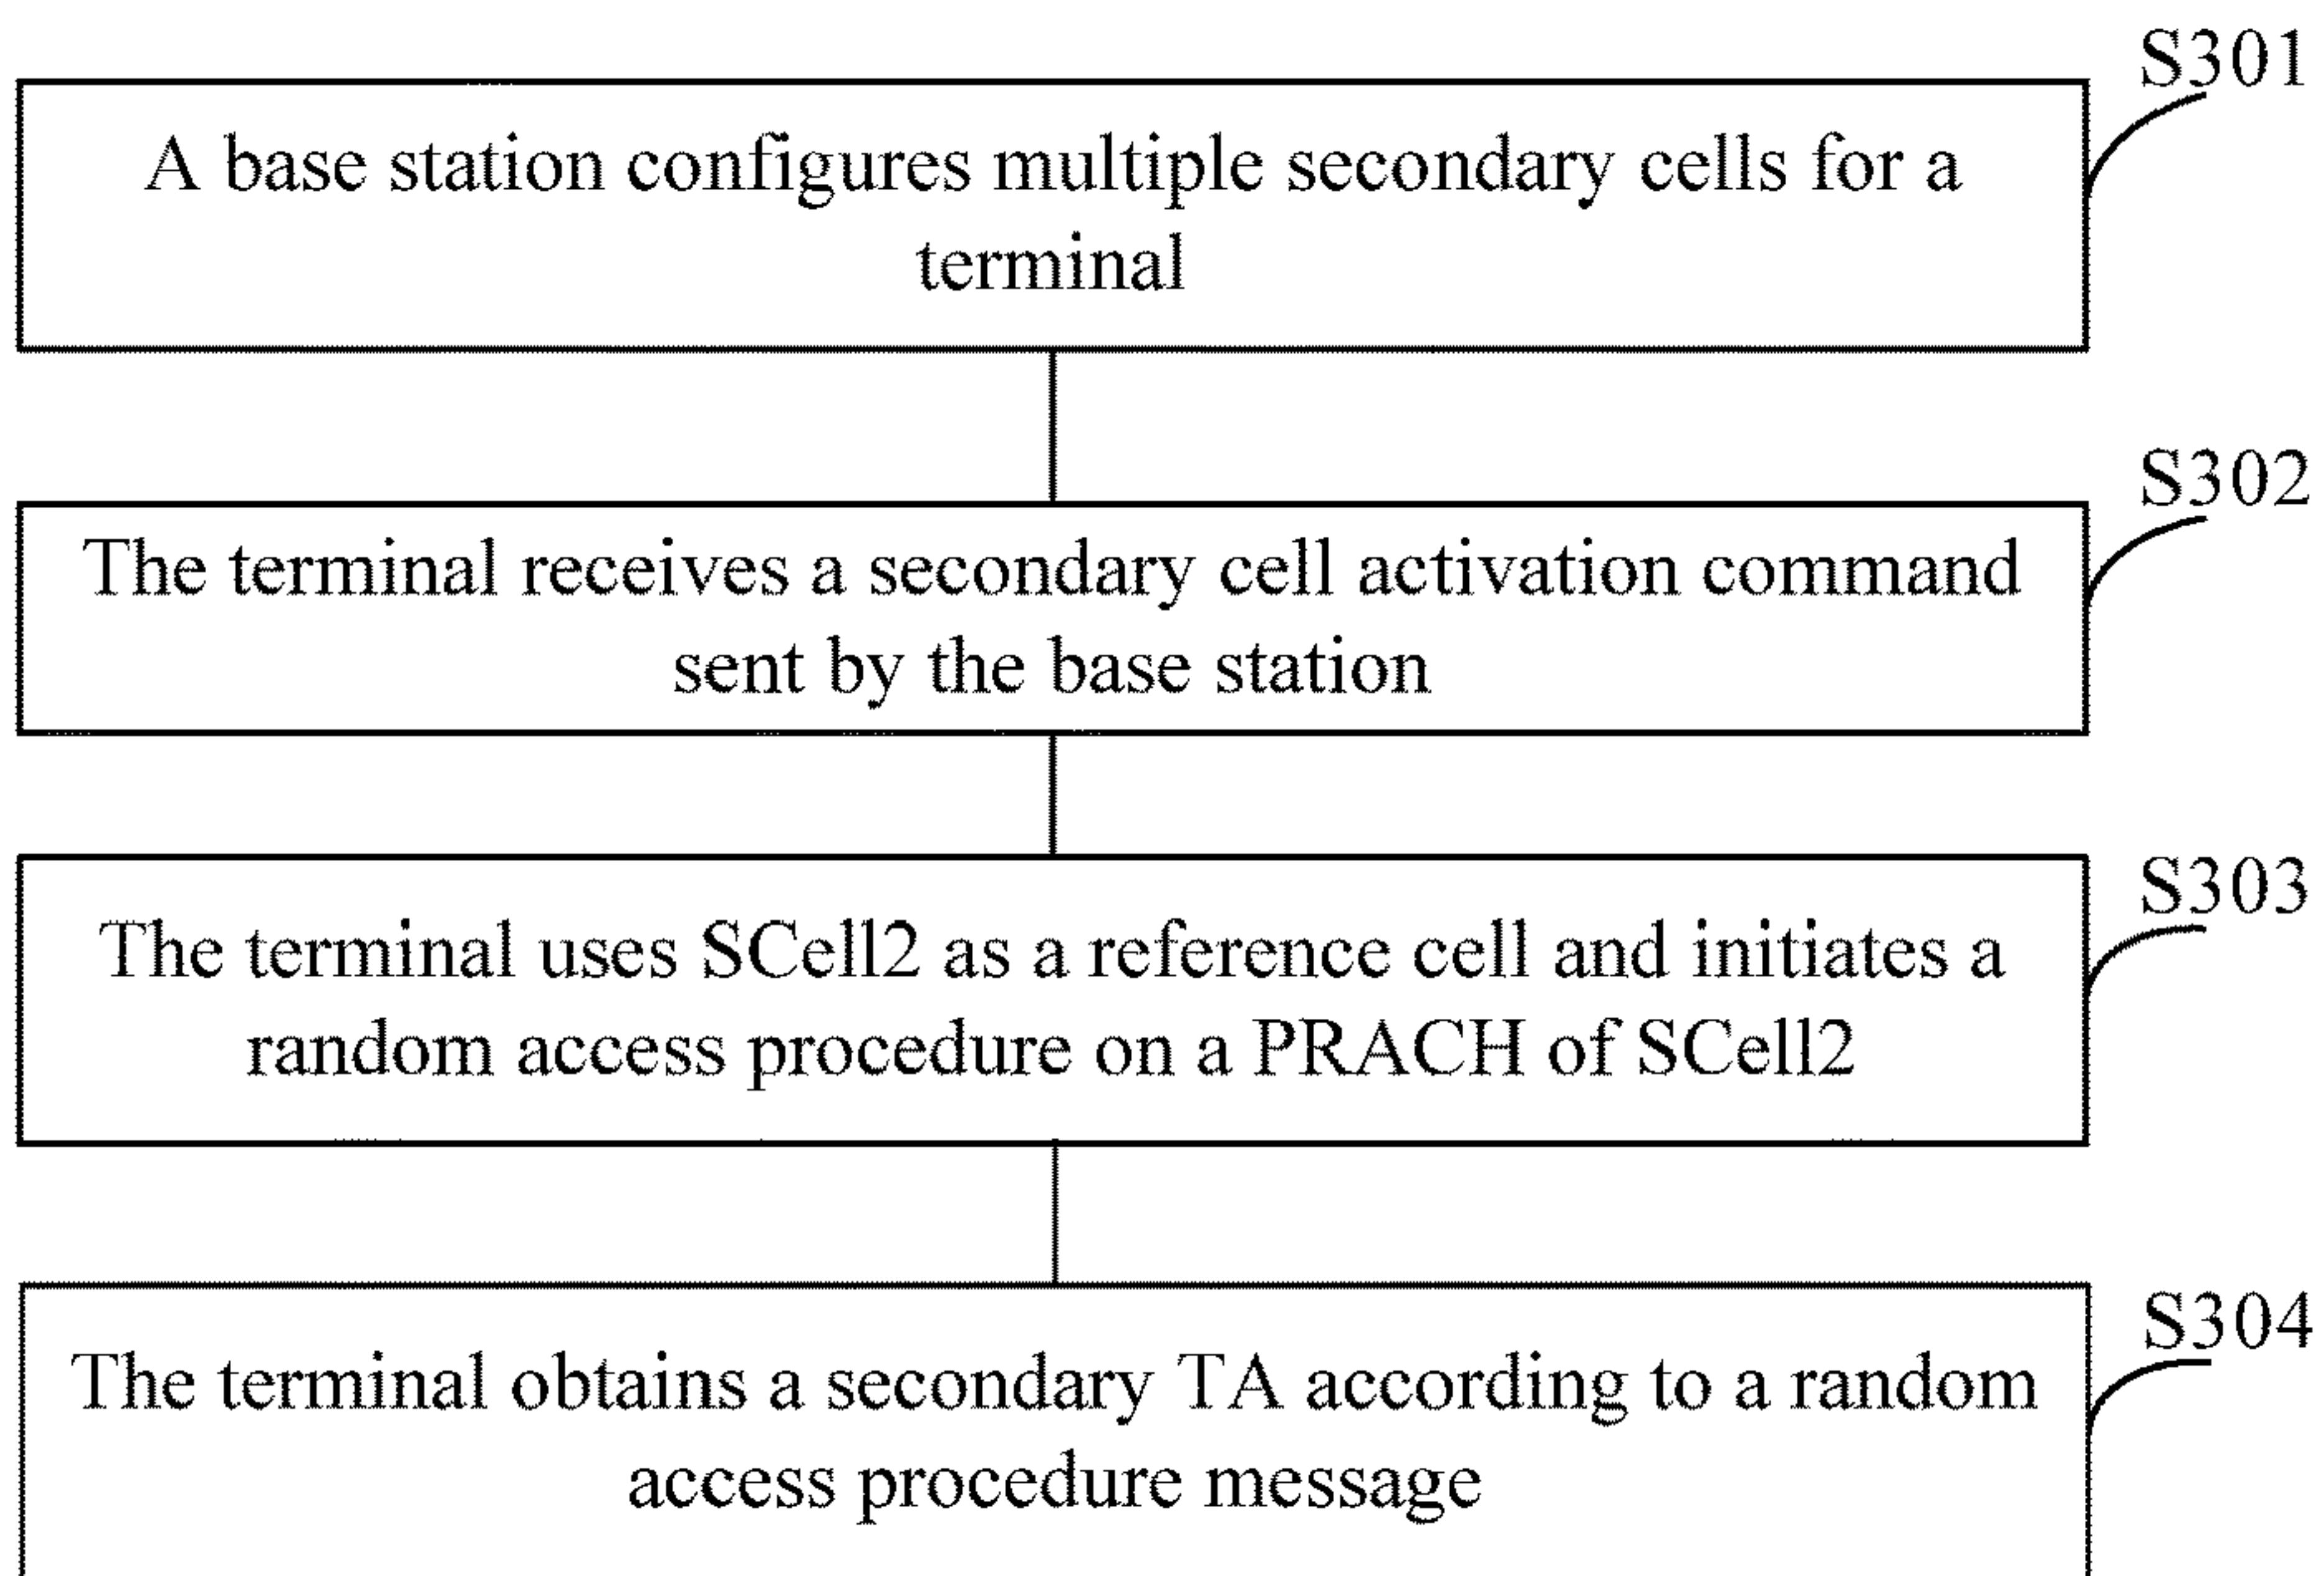 S301
A base station configures multiple secondary cells for a
terminal
S302
The terminal receives a secondary cell activation command
sent by the base station
S303
The terminal uses SCell2 as a reference cell and initiates a
random access procedure on a PRACH of SCell2
S304
The terminal obtains a secondary TA according to a random
access procedure message